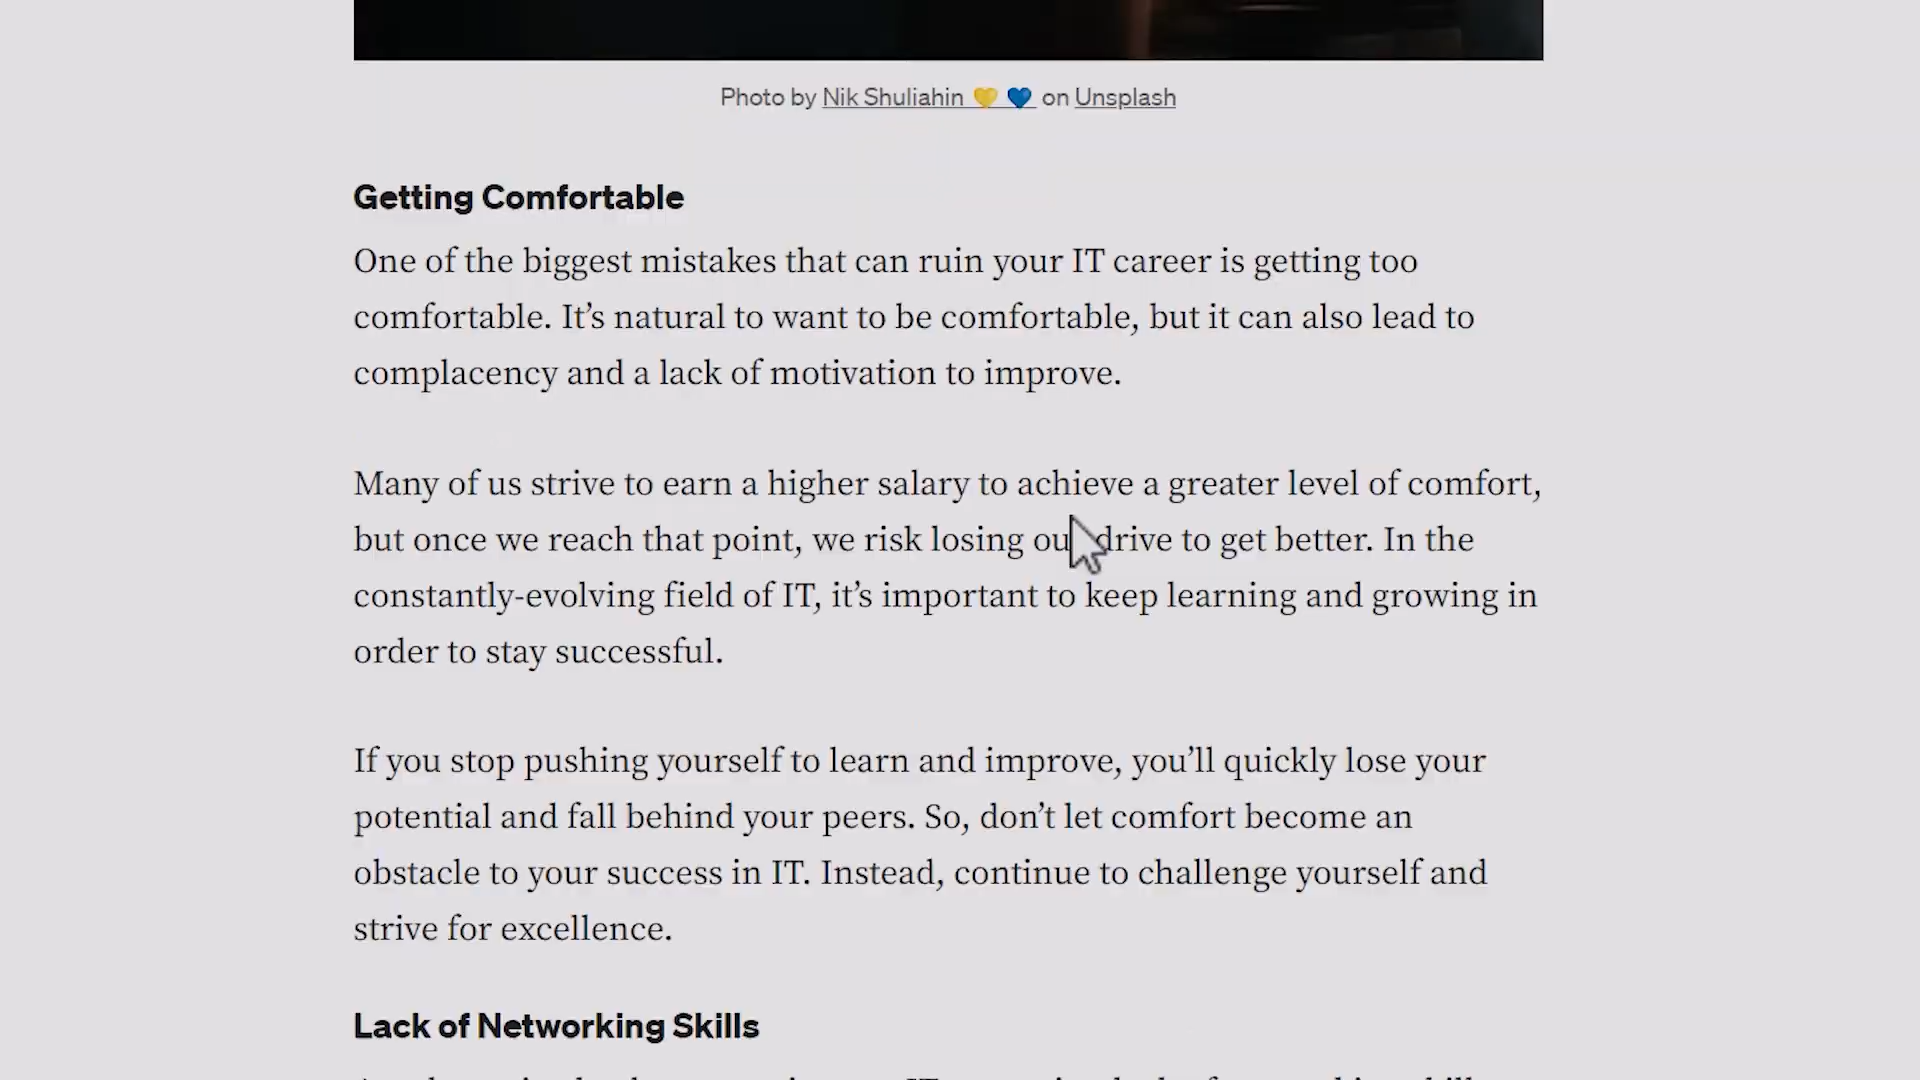 Photo by Nik Shuliahin 💛 💙 on Unsplash
Getting Comfortable
One of the biggest mistakes that can ruin your IT career is getting too
comfortable. It’s natural to want to be comfortable, but it can also lead to
complacency and a lack of motivation to improve.
Many of us strive to earn a higher salary to achieve a greater level of comfort,
but once we reach that point, we risk losing our drive to get better. In the
constantly-evolving field of IT, it’s important to keep learning and growing in
order to stay successful.
If you stop pushing yourself to learn and improve, you’ll quickly lose your
potential and fall behind your peers. So, don’t let comfort become an
obstacle to your success in IT. Instead, continue to challenge yourself and
strive for excellence.
Lack of Networking Skills